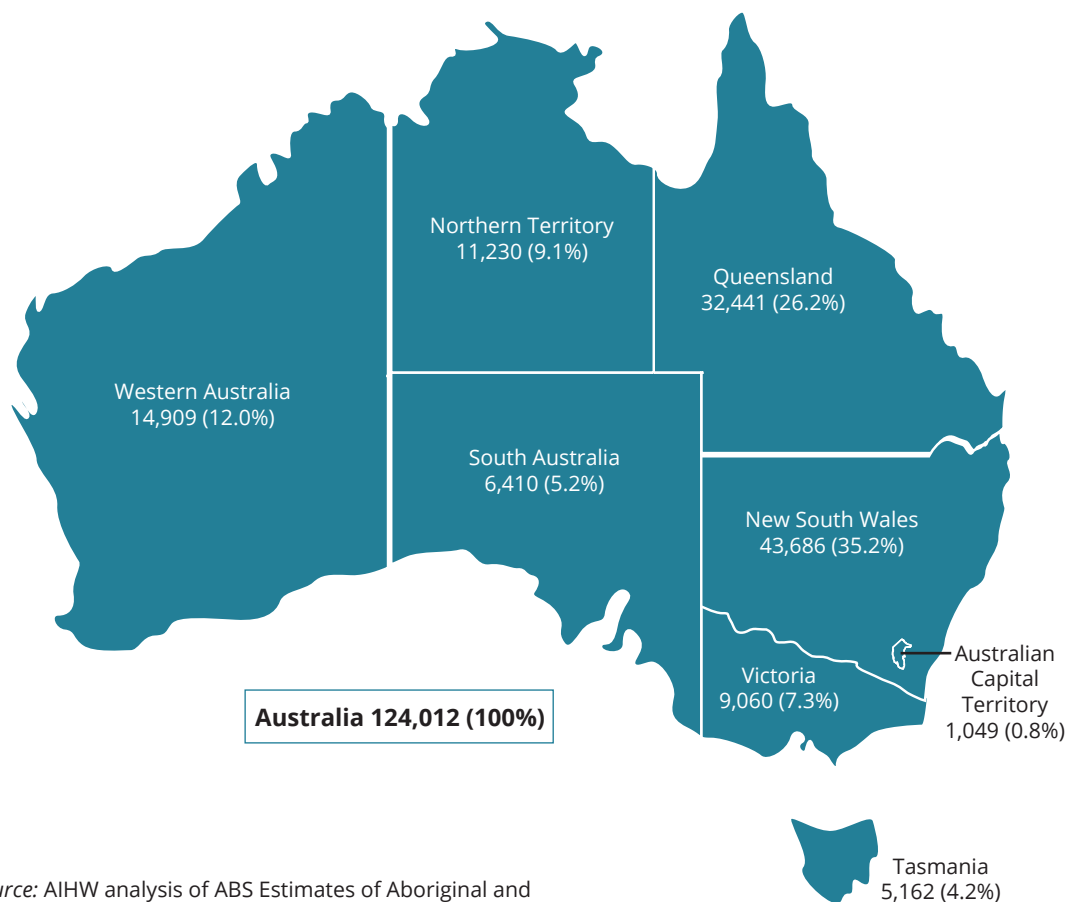 Northern Territory
11,230 (9.1%)
Queensland
32,441 (26.2%)
Western Australia
14,909 (12.0%)
South Australia
6,410 (5.2%)
New South Wales
43,686 (35.2%)
Australian
Capital
Territory
1,049 (0.8%)
Victoria
9,060 (7.3%)
Australia 124,012 (100%)
Tasmania
5,162 (4.2%)
urce: AIHW analysis of ABS Estimates of Aboriginal and